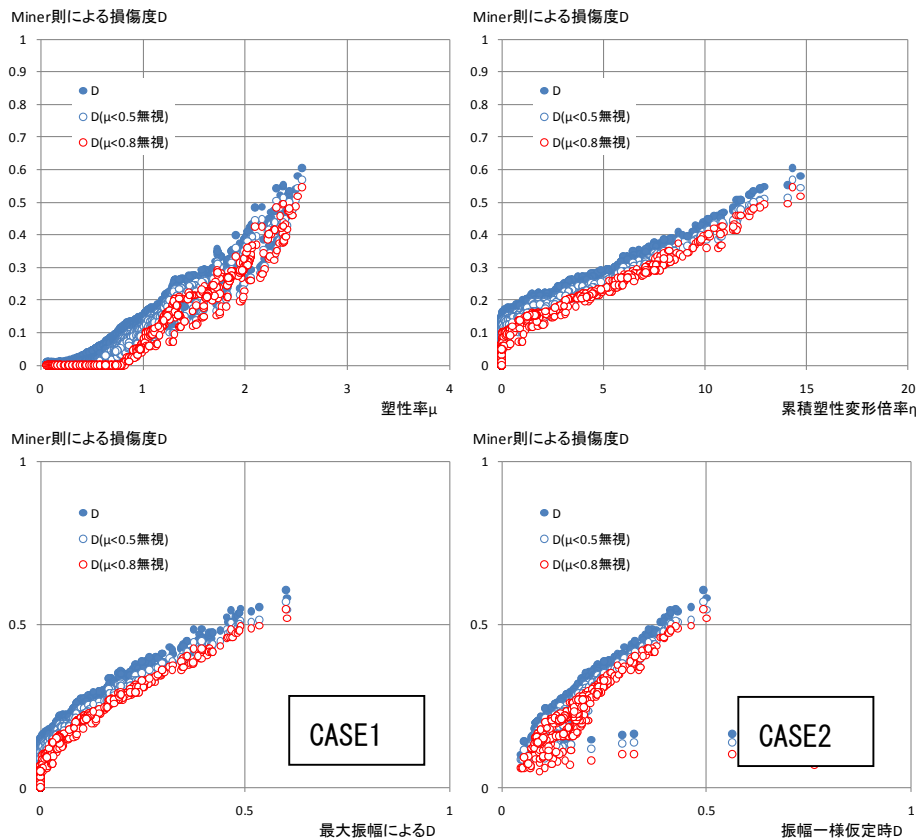 Miner則による損傷度D
1
0.9
0.8
0.7
0.6
0.5
0.4
0.3
0.2
0.1
0
D
D(μ<0.5無視)
D(μ<0.8無視)
0 1 2 3 4
塑性率μ
Miner則による損傷度D
1
0.9
0.8
0.7
0.6
0.5
0.4
0.3
0.2
0.1
0
D
D(μ<0.5無視)
D(μ<0.8無視)
0 5 10 15 20
累積塑性変形倍率η
Miner則による損傷度D
1
0.5
0
D
D(μ<0.5無視)
D(μ<0.8無視)
CASE1
0 0.5 1
最大振幅によるD
Miner則による損傷度D
1
0.5
0
D
D(μ<0.5無視)
D(μ<0.8無視)
CASE2
0 0.5 1
振幅一様仮定時D